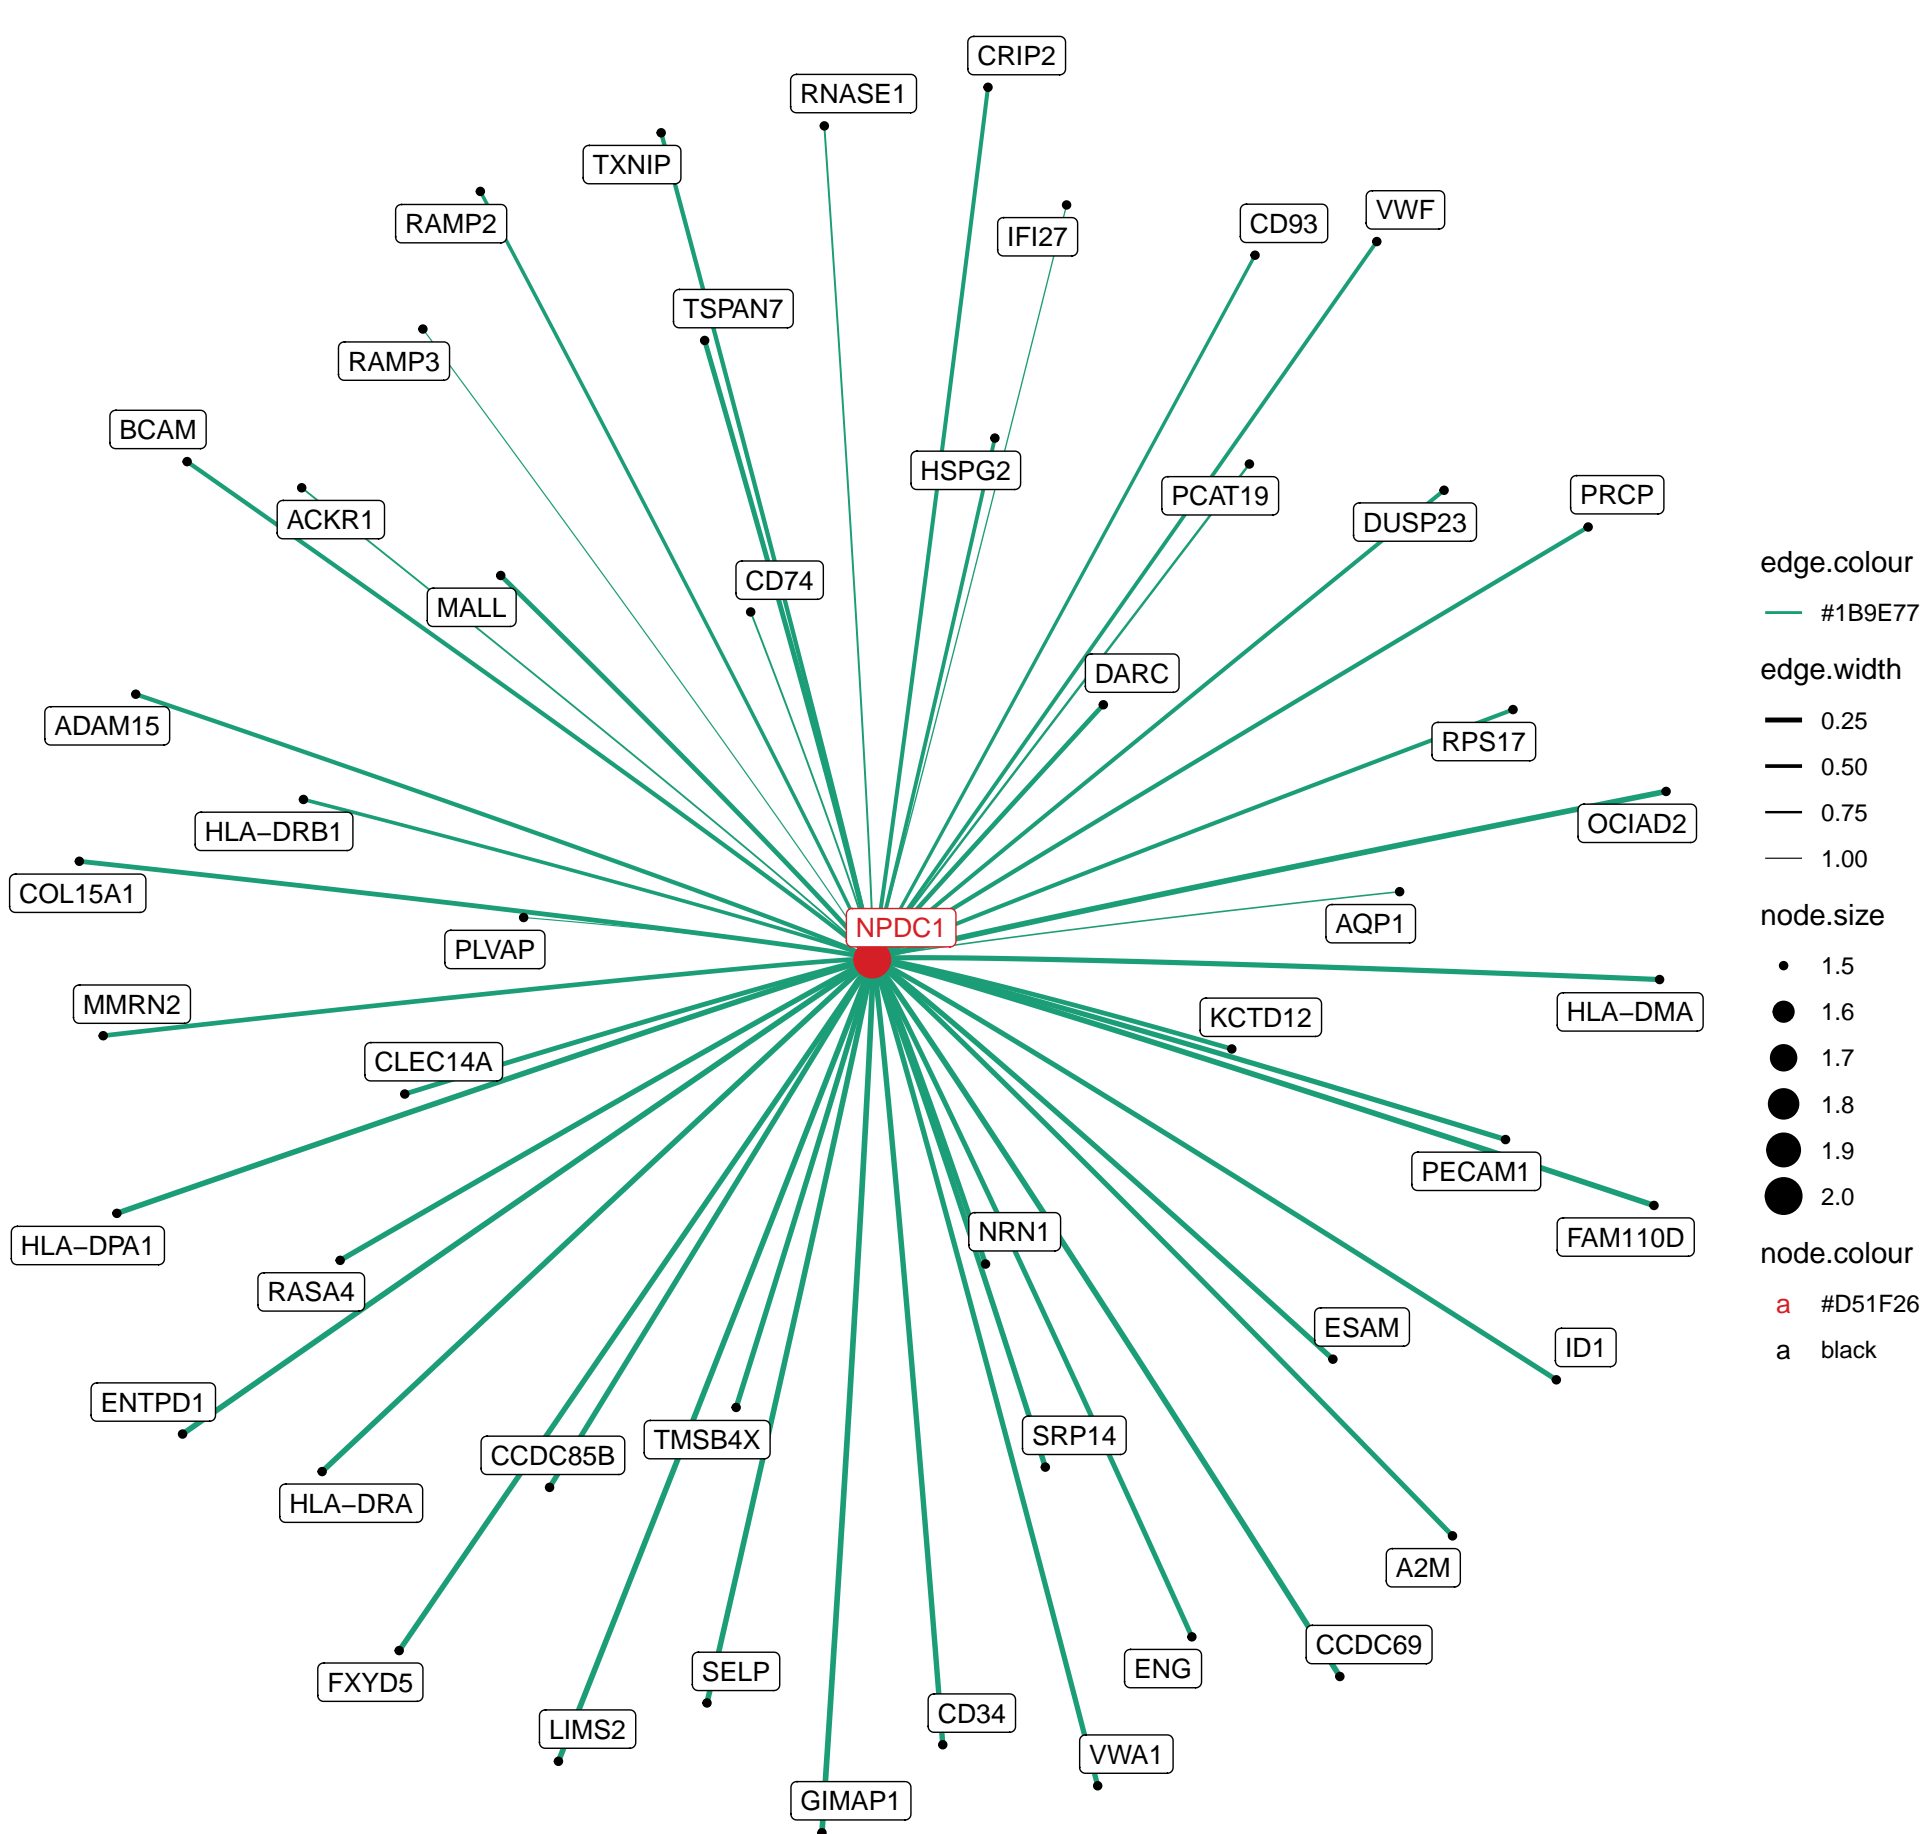 CRIP2
RNASE1
TXNIP
RAMP2
IFI27
CD93
VWF
TSPAN7
RAMP3
BCAM
HSPG2
PCAT19
DUSP23
PRCP
ACKR1
CD74
MALL
DARC
ADAM15
RPS17
HLA–DRB1
OCIAD2
COL15A1
PLVAP
NPDC1
AQP1
MMRN2
KCTD12
HLA–DMA
CLEC14A
PECAM1
HLA–DPA1
NRN1
FAM110D
RASA4
ESAM
ID1
ENTPD1
CCDC85B
TMSB4X
SRP14
HLA–DRA
A2M
FXYD5
SELP
ENG
CCDC69
LIMS2
CD34
VWA1
GIMAP1
edge.colour
#1B9E77
edge.width
0.25
0.50
0.75
1.00
node.size
1.5
1.6
1.7
1.8
1.9
2.0
node.colour
a #D51F26
a black